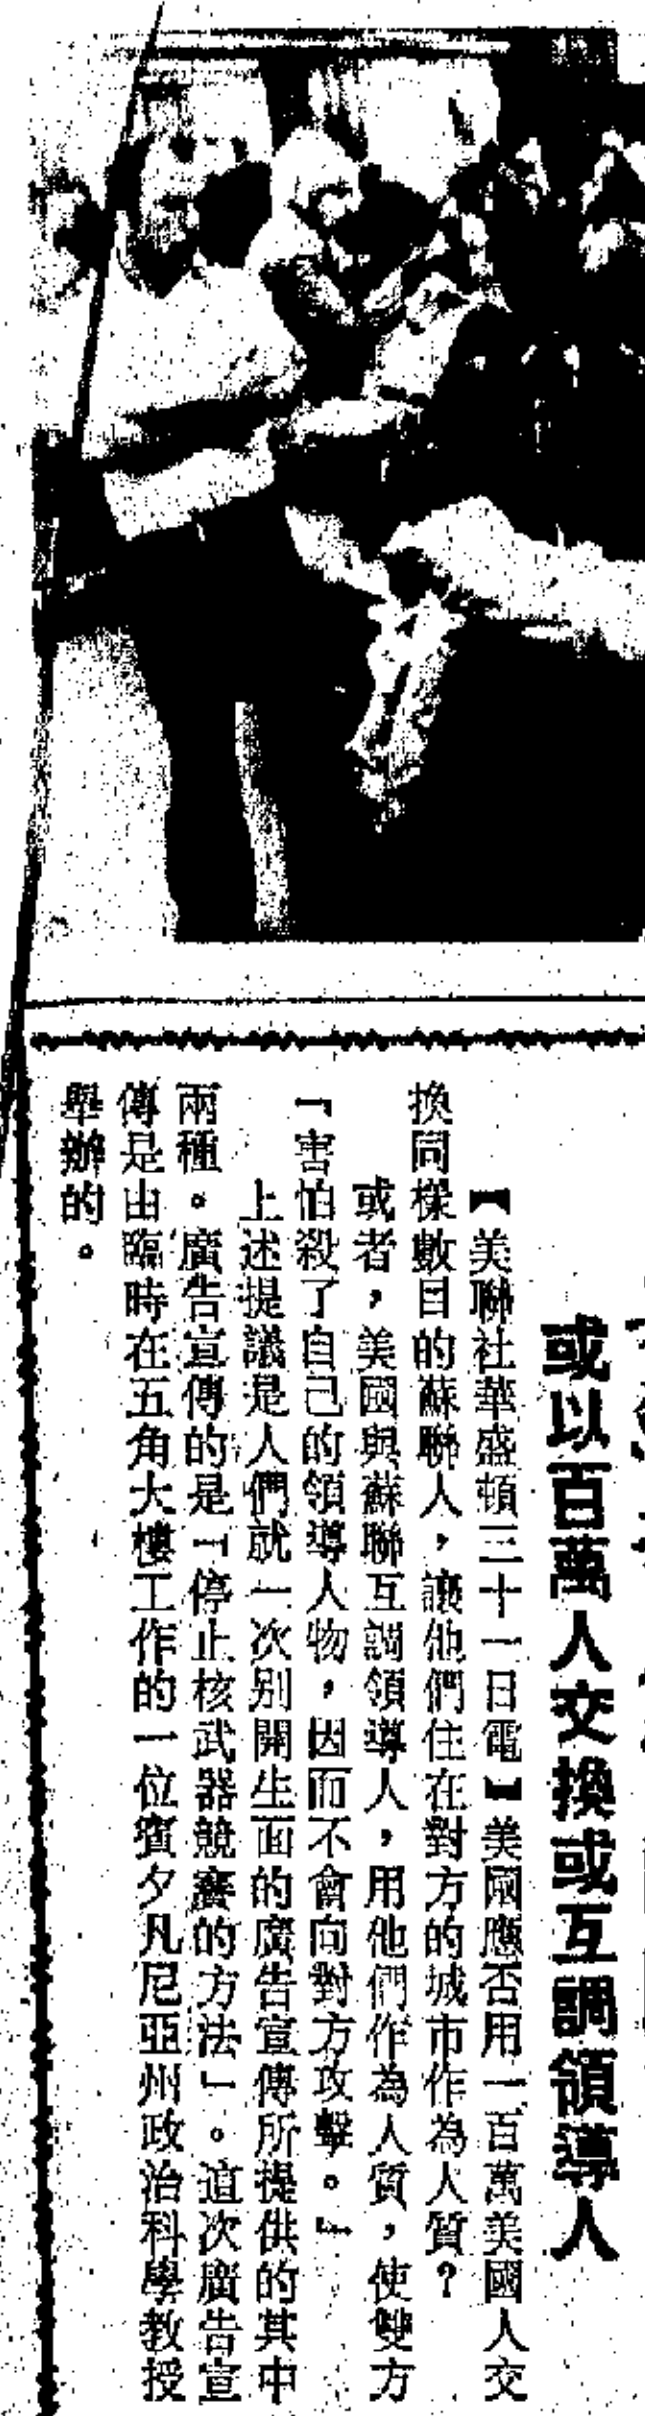 或以百萬人交換或互調領導人
【美聯社華盛頓三十一日電】美國應否用一百萬美國人交
換同樣數目的蘇聯人，讓他們住在對方的城市作為人質？
或者，美國與蘇聯互調領導人，用他們作為人質，使雙方
「害怕殺了自己的領導人物，因而不會向對方攻擊。」
上述提議是人們就一次別開生面的廣告宣傳所提供的其中
兩種。廣告宣傳的是「停止核武器競賽的方法」。這次廣告宣
傳是由臨時在五角大樓工作的一位賓夕凡尼亞州政治科學教授
舉辦的。